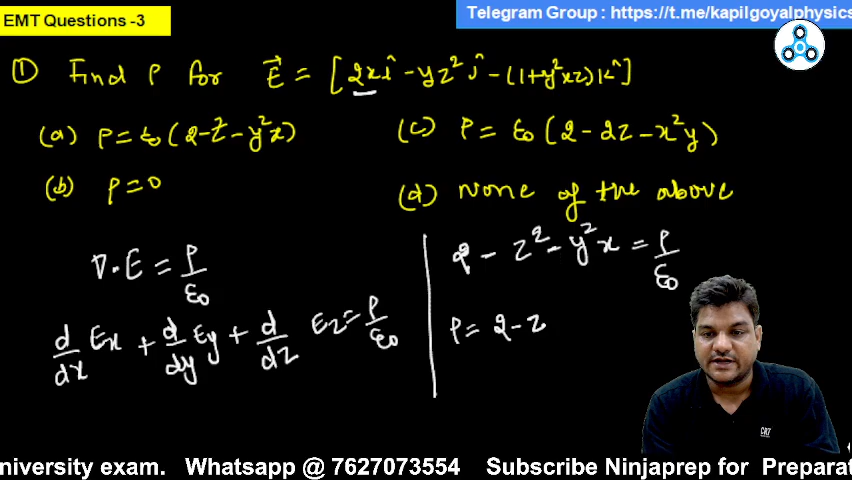 EMT Questions -3
Telegram Group : https://t.me/kapilgoyalphysics
① Find ρ for E⃗ = [2xî - yz²ĵ - (1+y²xz)k̂]
(a) ρ = ε₀(2-z²-y²x)
(c) ρ = ε₀(2-2z-x²y)
(b) ρ = 0
(d) None of the above
∇·E = ρ/ε₀
d/dx Ex + d/dy Ey + d/dz Ez = ρ/ε₀
2 - z² - y²x = ρ/ε₀
ρ = 2-z
CRT
niversity exam. Whatsapp @ 7627073554 Subscribe Ninjaprep for Preparat